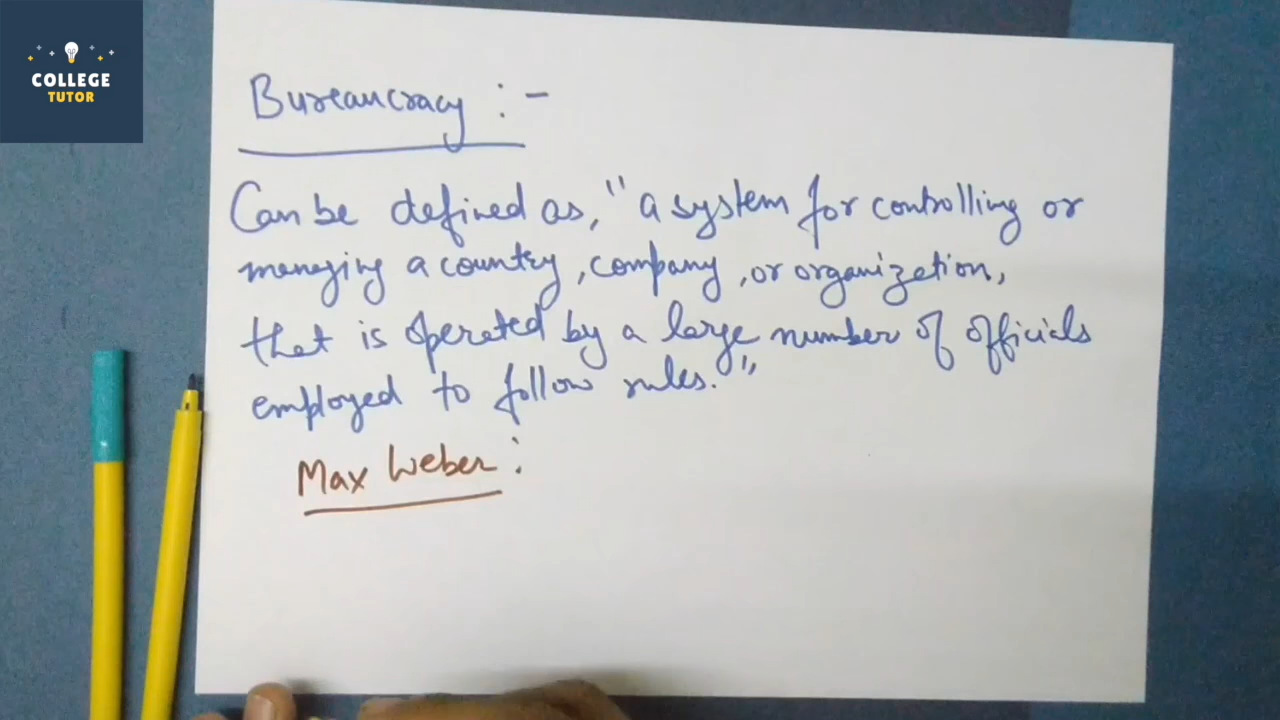 COLLEGE
TUTOR
Bureaucracy :-
Can be defined as, " a system for controlling or
managing a country, company, or organization,
that is operated by a large number of officials
employed to follow rules."
Max Weber :